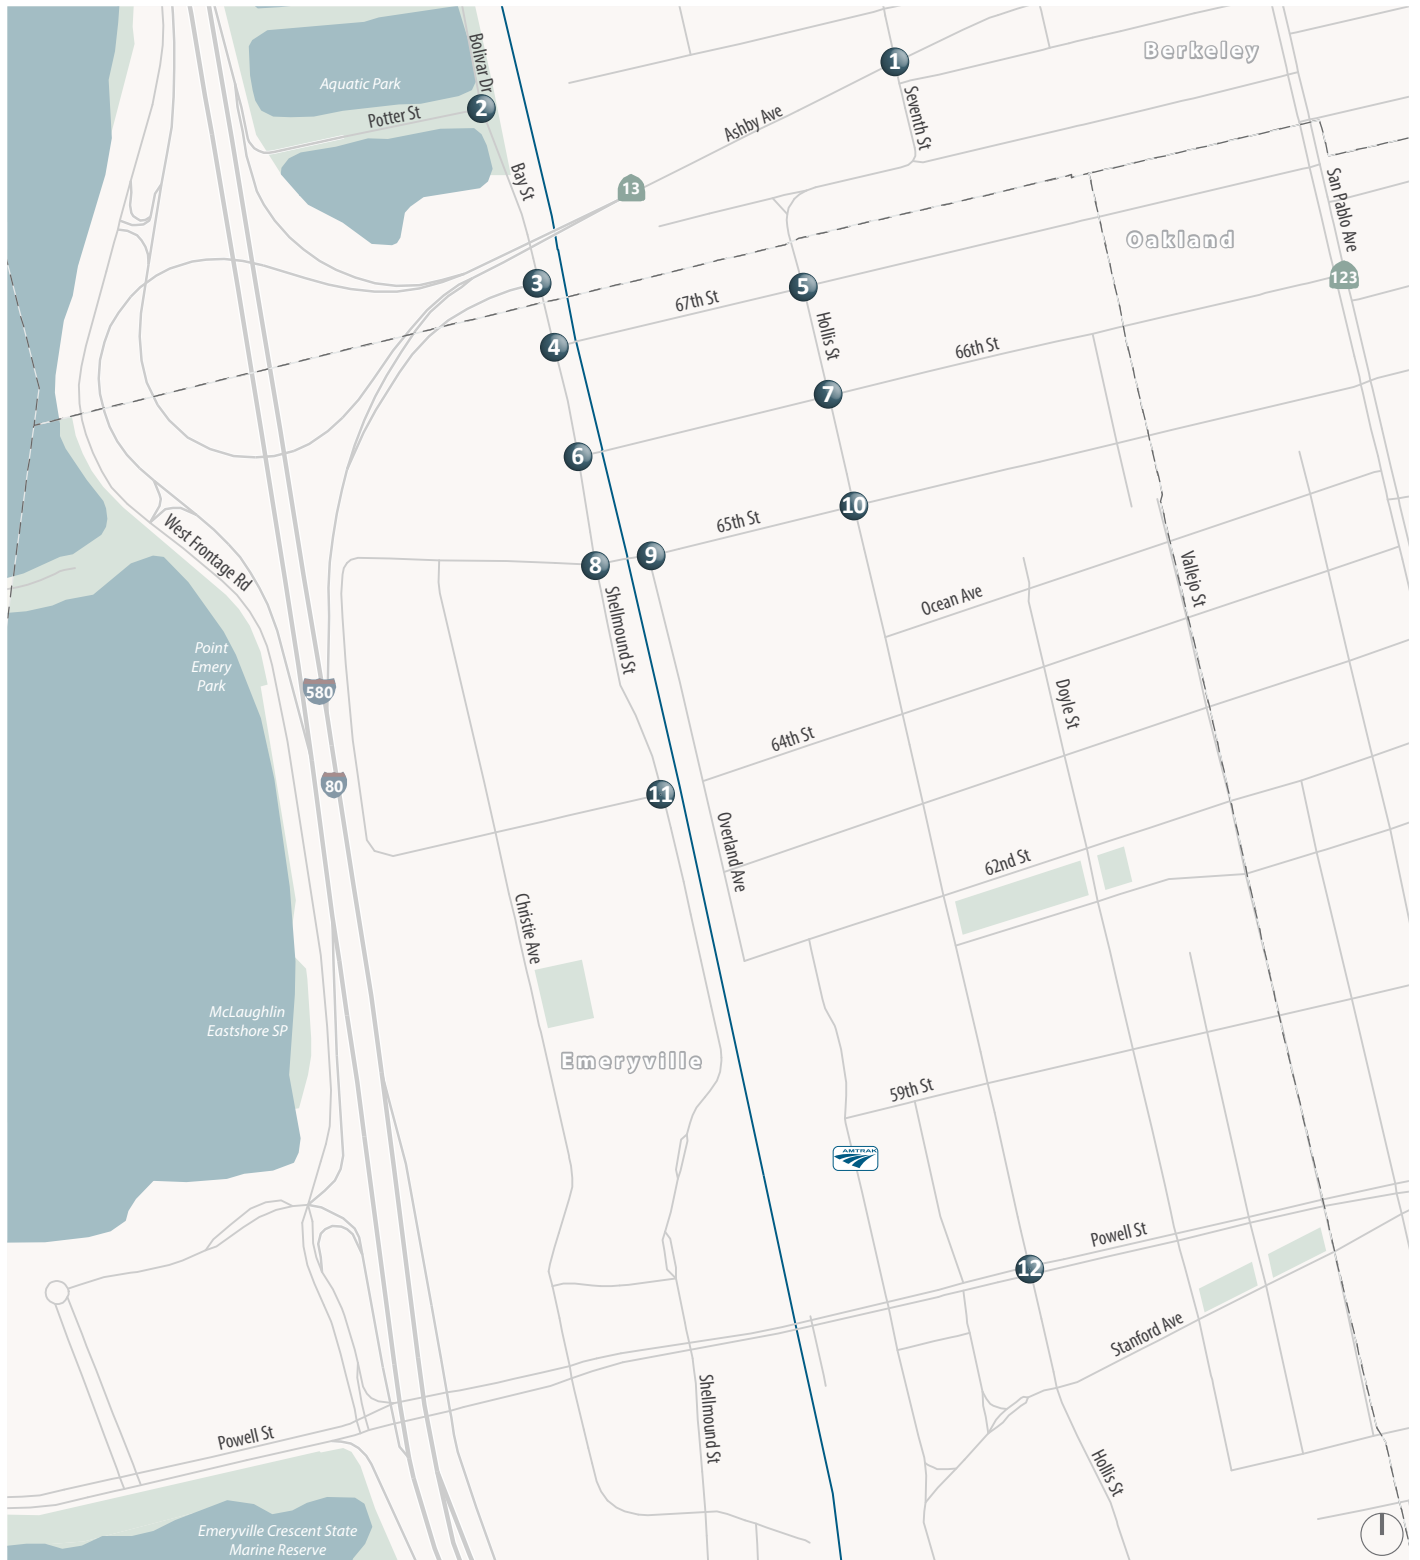 Bolivar Dr
Berkeley
1
Aquatic Park
2
Potter St
Seventh St
Ashby Ave
Bay St
13
San Pablo Ave
Oakland
123
3
5
67th St
Hollis St
4
66th St
7
6
10
65th St
West Frontage Rd
9
8
Vallejo St
Shellmound St
Ocean Ave
Point
Emery
Park
580
Doyle St
64th St
80
11
Overland Ave
62nd St
Christie Ave
McLaughlin
Eastshore SP
Emeryville
59th St
AMTRAK
Powell St
12
Stanford Ave
Shellmound St
Powell St
Hollis St
Emeryville Crescent State
Marine Reserve